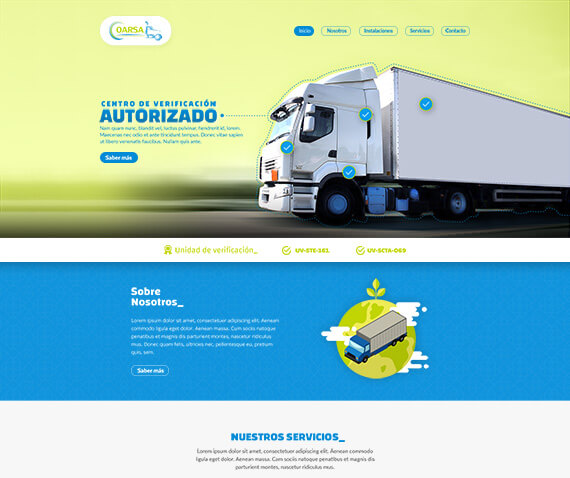 COARSA
Inicio
Nosotros
Instalaciones
Servicios
Contacto
CENTRO DE VERIFICACIÓN
AUTORIZADO
Nam quam nunc, blandit vel, luctus pulvinar, hendrerit id, lorem.
Maecenas nec odio et ante tincidunt tempus. Donec vitae sapien
ut libero venenatis faucibus. Nullam quis ante.
Saber más
Unidad de verificación_
UV-STE-161.
UV-SCTA-069
Sobre
Nosotros_
Lorem ipsum dolor sit amet, consectetuer adipiscing elit. Aenean
commodo ligula eget dolor. Aenean massa. Cum sociis natoque
penatibus et magnis dis parturient montes, nascetur ridiculus
mus. Donec quam felis, ultricies nec, pellentesque eu, pretium
quis, sem.
Saber más
NUESTROS SERVICIOS_
Lorem ipsum dolor sit amet, consectetuer adipiscing elit. Aenean commodo
ligula eget dolor. Aenean massa. Cum sociis natoque penatibus et magnis dis
parturient montes, nascetur ridiculus mus.